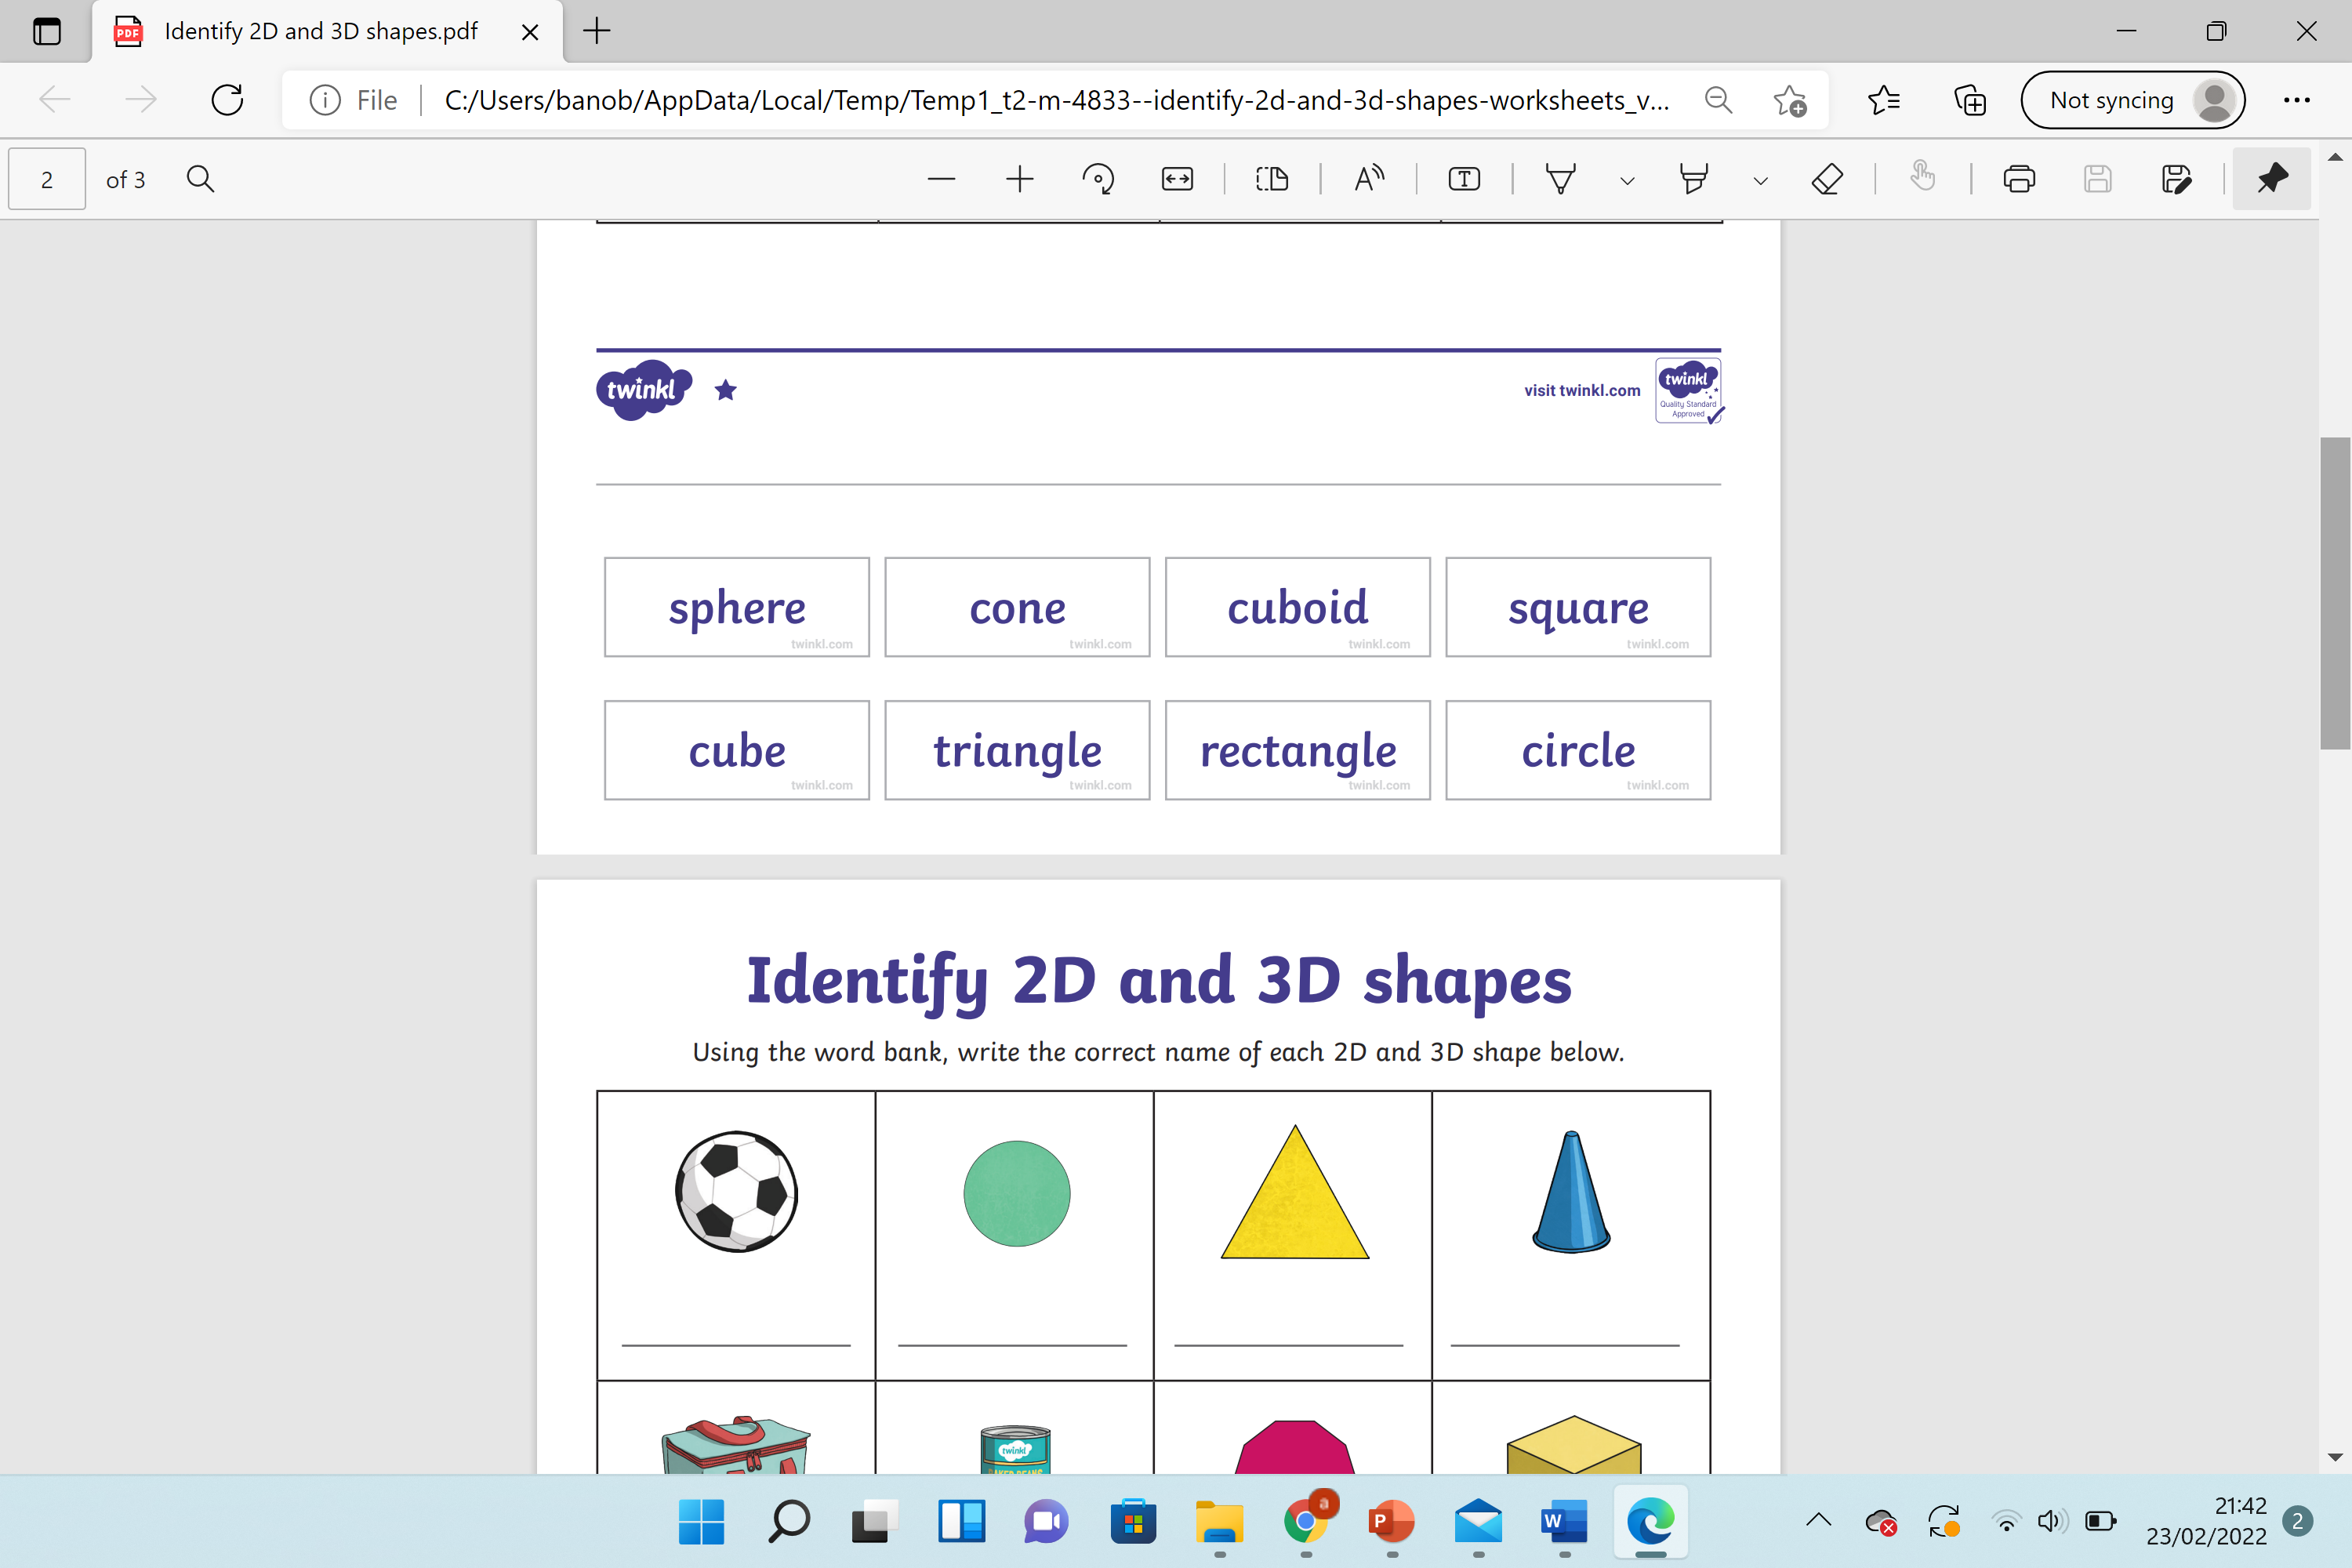 Identify 2D and 3D shapes.pdf
File
C:/Users/banob/AppData/Local/Temp/Temp1_t2-m-4833--identify-2d-and-3d-shapes-worksheets_v...
Not syncing
2 of 3
twinkl
visit twinkl.com
twinkl
Quality Standard
Approved
sphere cone cuboid square
twinkl.com twinkl.com twinkl.com twinkl.com
cube triangle rectangle circle
twinkl.com twinkl.com twinkl.com twinkl.com
Identify 2D and 3D shapes
Using the word bank, write the correct name of each 2D and 3D shape below.
twinkl
21:42
23/02/2022
2